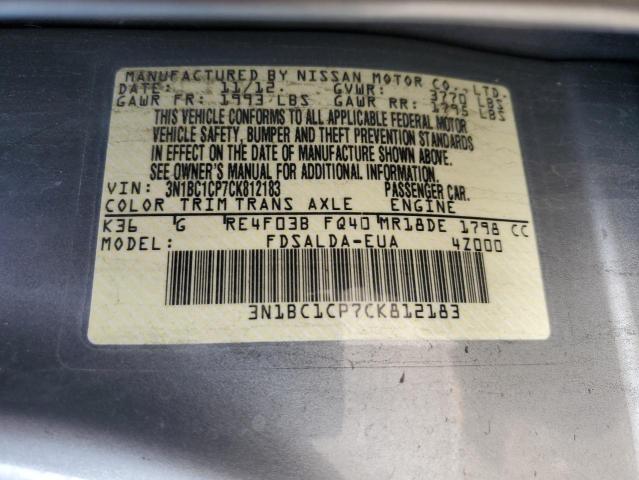 MANUFACTURED BY NISSAN MOTOR CO., LTD.
DATE: 11/12 GVWR: 3770 LBS
GAWR FR: 1993 LBS GAWR RR: 1795 LBS
THIS VEHICLE CONFORMS TO ALL APPLICABLE FEDERAL MOTOR
VEHICLE SAFETY, BUMPER AND THEFT PREVENTION STANDARDS
IN EFFECT ON THE DATE OF MANUFACTURE SHOWN ABOVE.
SEE OWNER'S MANUAL FOR ADDITIONAL INFORMATION.
VIN: 3N1BC1CP7CK812183 PASSENGER CAR.
COLOR TRIM TRANS AXLE ENGINE
K36 G RE4F03B FQ40 MR18DE 1798 CC
MODEL: FDSALDA-EUA 4Z000
3N1BC1CP7CK812183